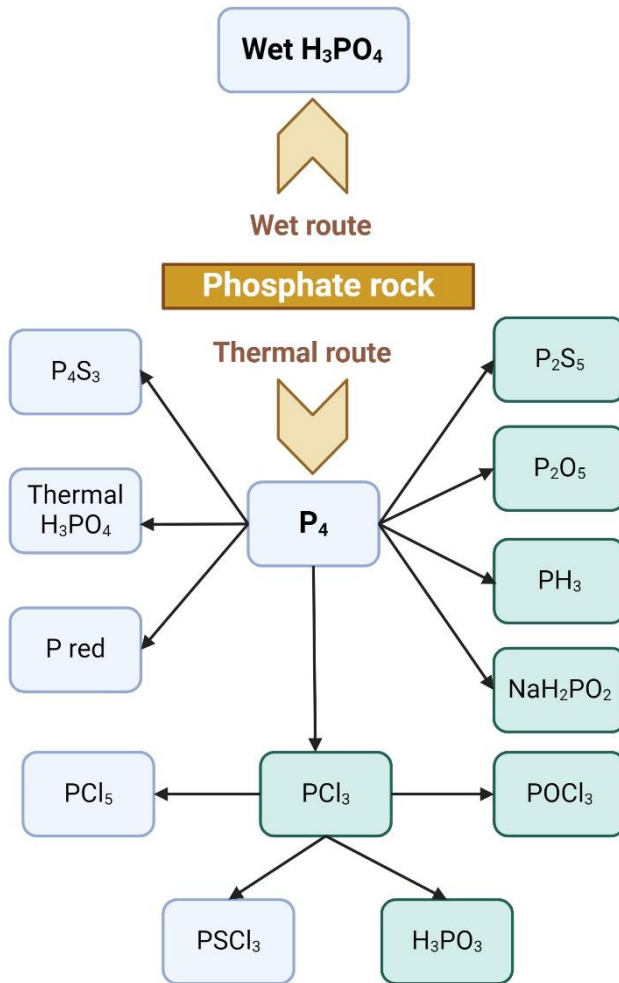 Wet H₃PO₄
Wet route
Phosphate rock
Thermal route
P₄S₃
P₂S₅
Thermal
H₃PO₄
P₄
P₂O₅
PH₃
P red
NaH₂PO₂
PCl₅
PCl₃
POCl₃
PSCl₃
H₃PO₃